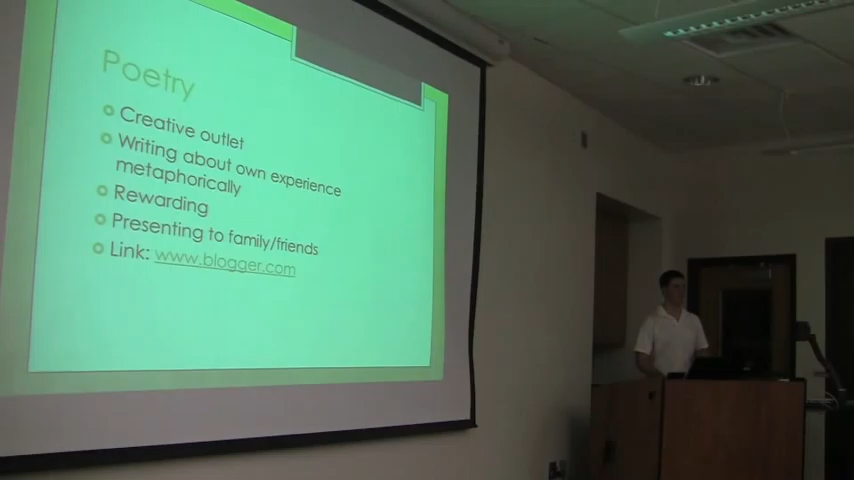 Poetry
Creative outlet
Writing about own experience
metaphorically
Rewarding
Presenting to family/friends
Link: www.blogger.com